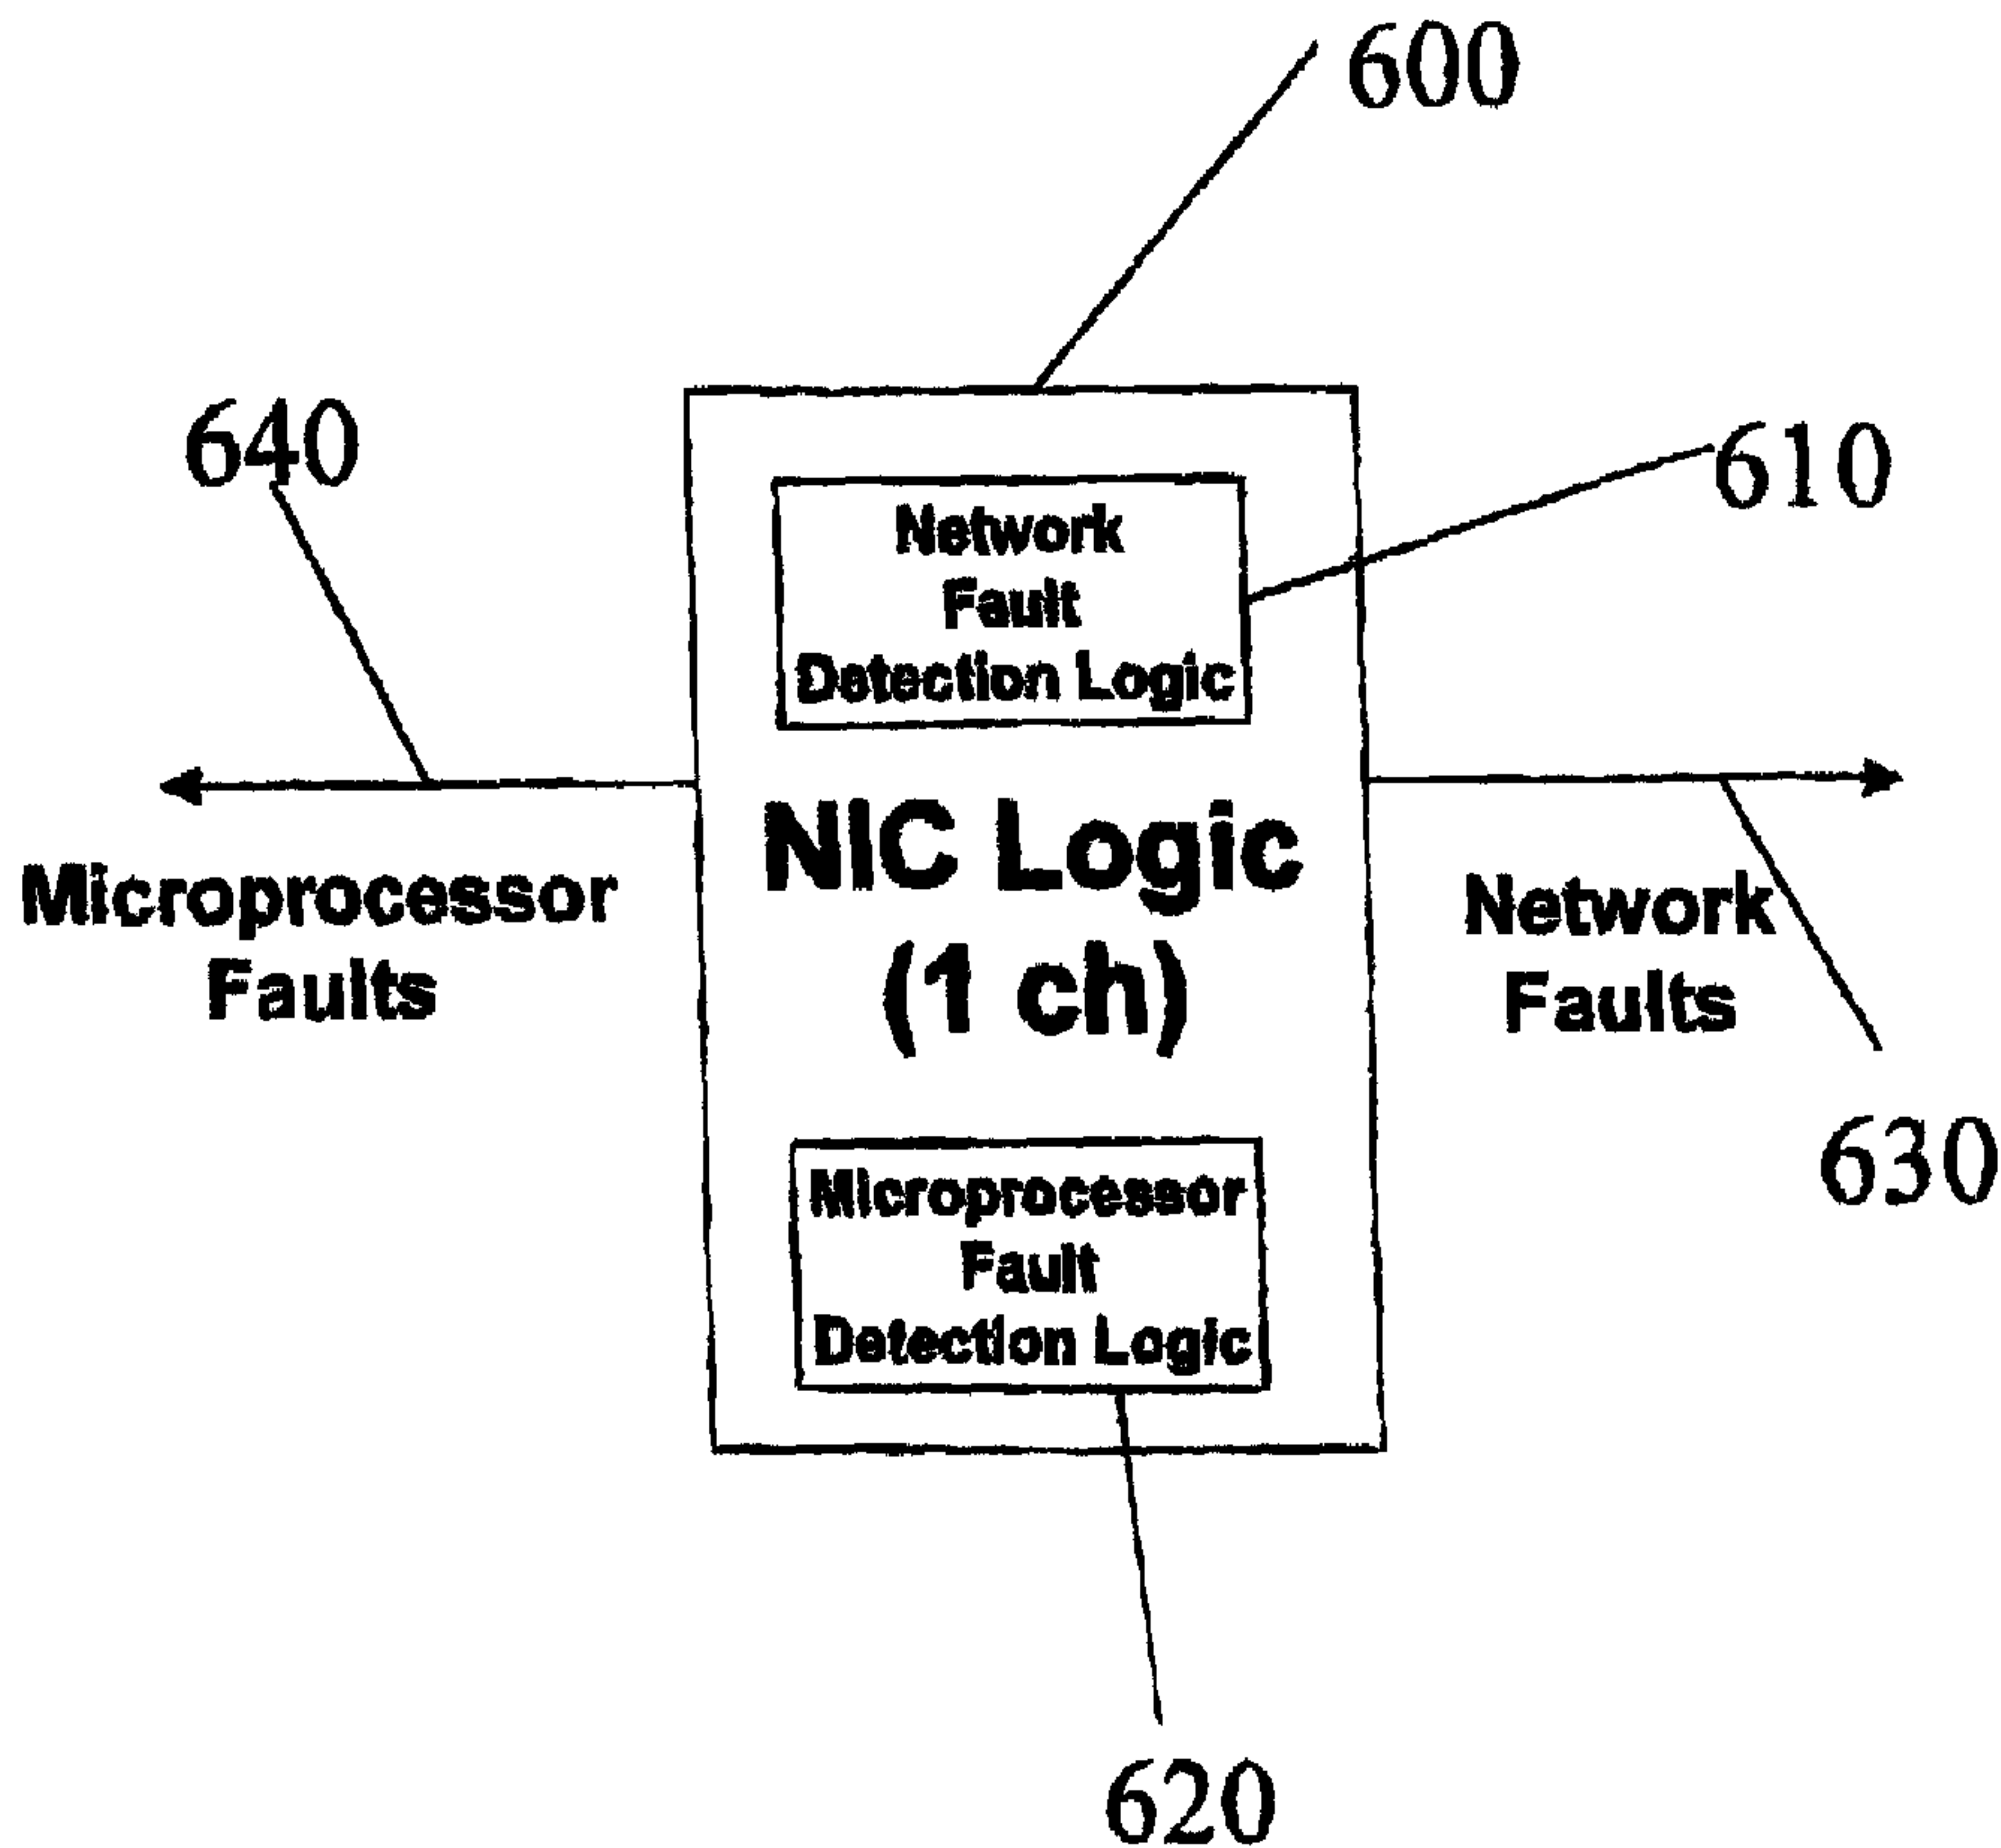 600
640
610
Network
Fault
Detection Logic
NIC Logic
(1 ch)
Microprocessor
Faults
Network
Faults
630
Microprocessor
Fault
Detection Logic
620